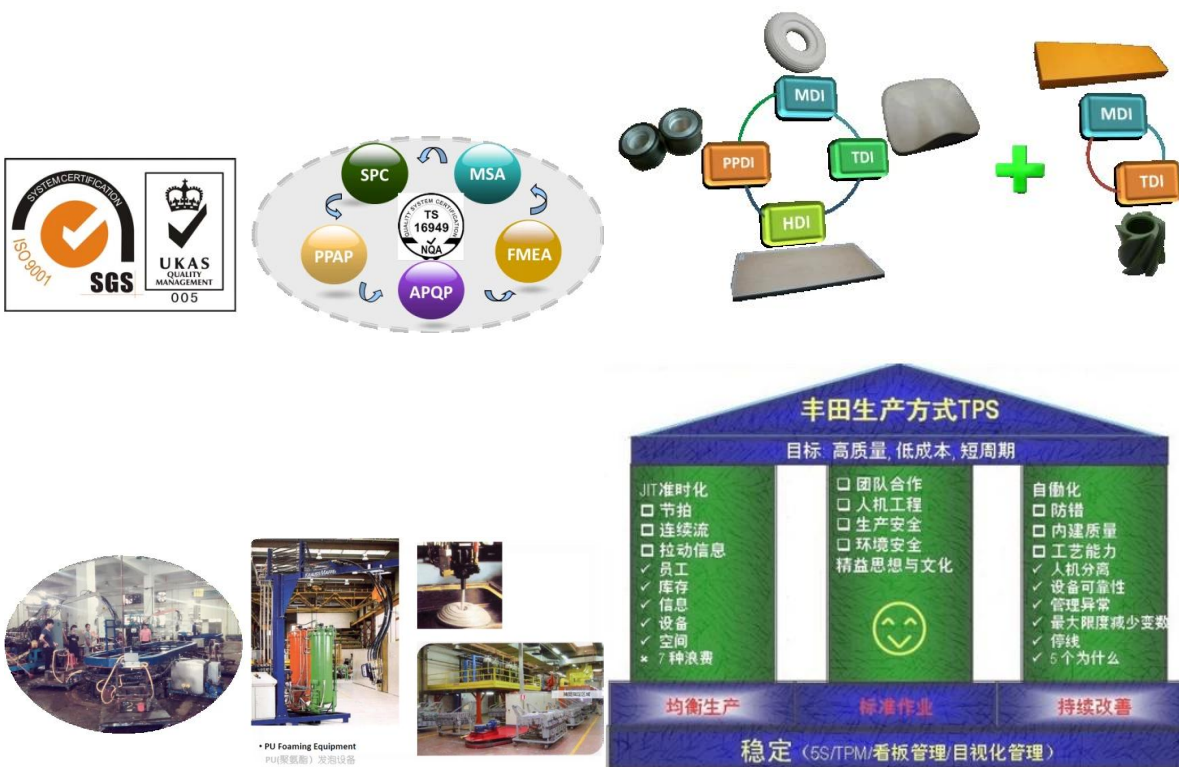 SYSTEM CERTIFICATION
ISO 9001
SGS
UKAS
QUALITY
MANAGEMENT
005
SPC
MSA
PPAP
FMEA
APQP
QUALITY SYSTEM CERTIFICATION
TS
16949
NQA
MDI
PPDI
TDI
HDI
MDI
TDI
• PU Foaming Equipment
PU(聚氨酯)发泡设备
丰田生产方式TPS
目标: 高质量, 低成本, 短周期
JIT准时化
□ 节拍
□ 连续流
□ 拉动信息
✓ 员工
✓ 库存
✓ 信息
✓ 设备
✓ 空间
× 7 种浪费
□ 团队合作
□ 人机工程
□ 生产安全
□ 环境安全
精益思想与文化
自働化
□ 防错
□ 内建质量
□ 工艺能力
✓ 人机分离
✓ 设备可靠性
✓ 管理异常
✓ 最大限度减少变数
✓ 停线
✓ 5 个为什么
均衡生产
标准作业
持续改善
稳定(5S/TPM/看板管理/目视化管理)